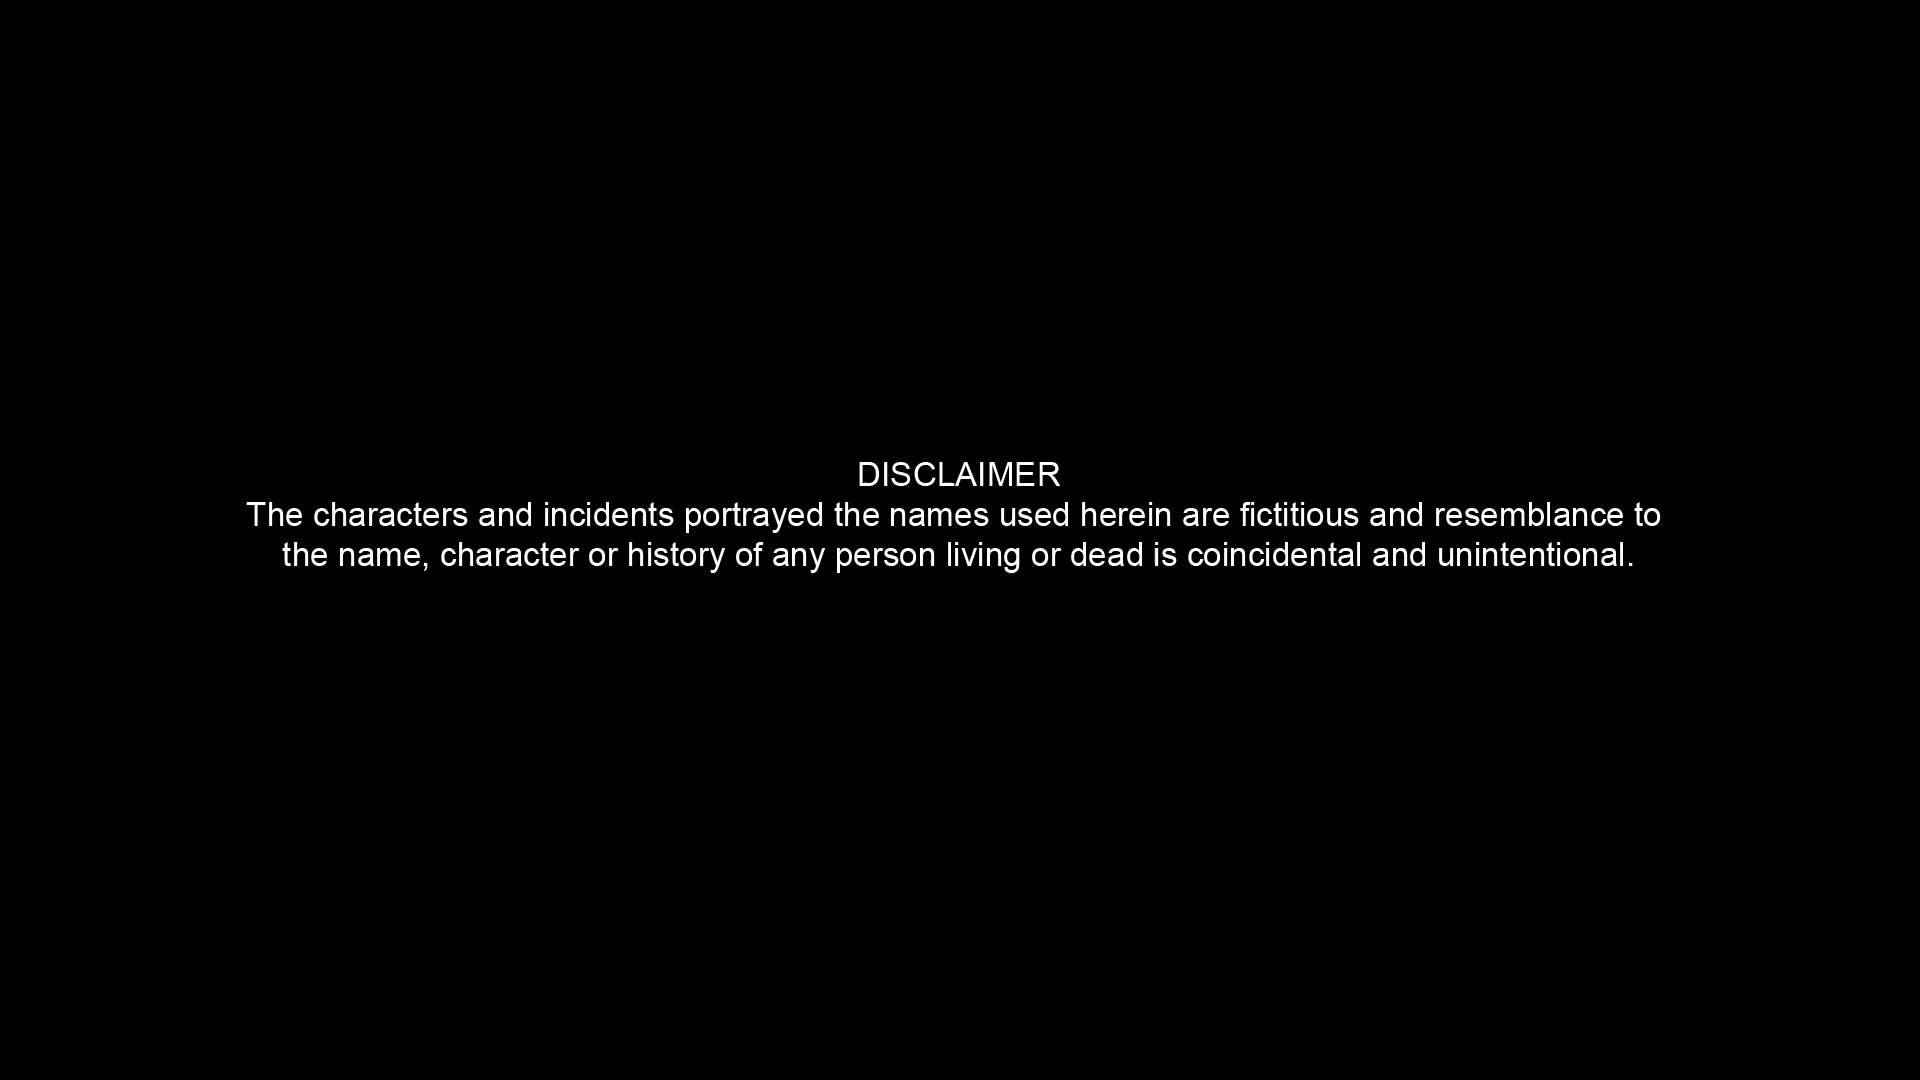 DISCLAIMER
The characters and incidents portrayed the names used herein are fictitious and resemblance to
the name, character or history of any person living or dead is coincidental and unintentional.